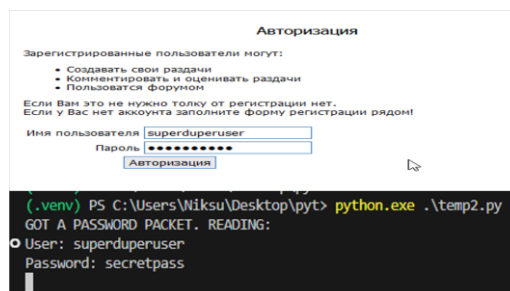 Авторизация
Зарегистрированные пользователи могут:
Создавать свои раздачи
Комментировать и оценивать раздачи
Пользоватся форумом
Если Вам это не нужно толку от регистрации нет.
Если у Вас нет аккоунта заполните форму регистрации рядом!
Имя пользователя superduperuser
Пароль ●●●●●●●●●●
Авторизация
(.venv) PS C:\Users\Niksu\Desktop\pyt> python.exe .\temp2.py
GOT A PASSWORD PACKET. READING:
User: superduperuser
Password: secretpass